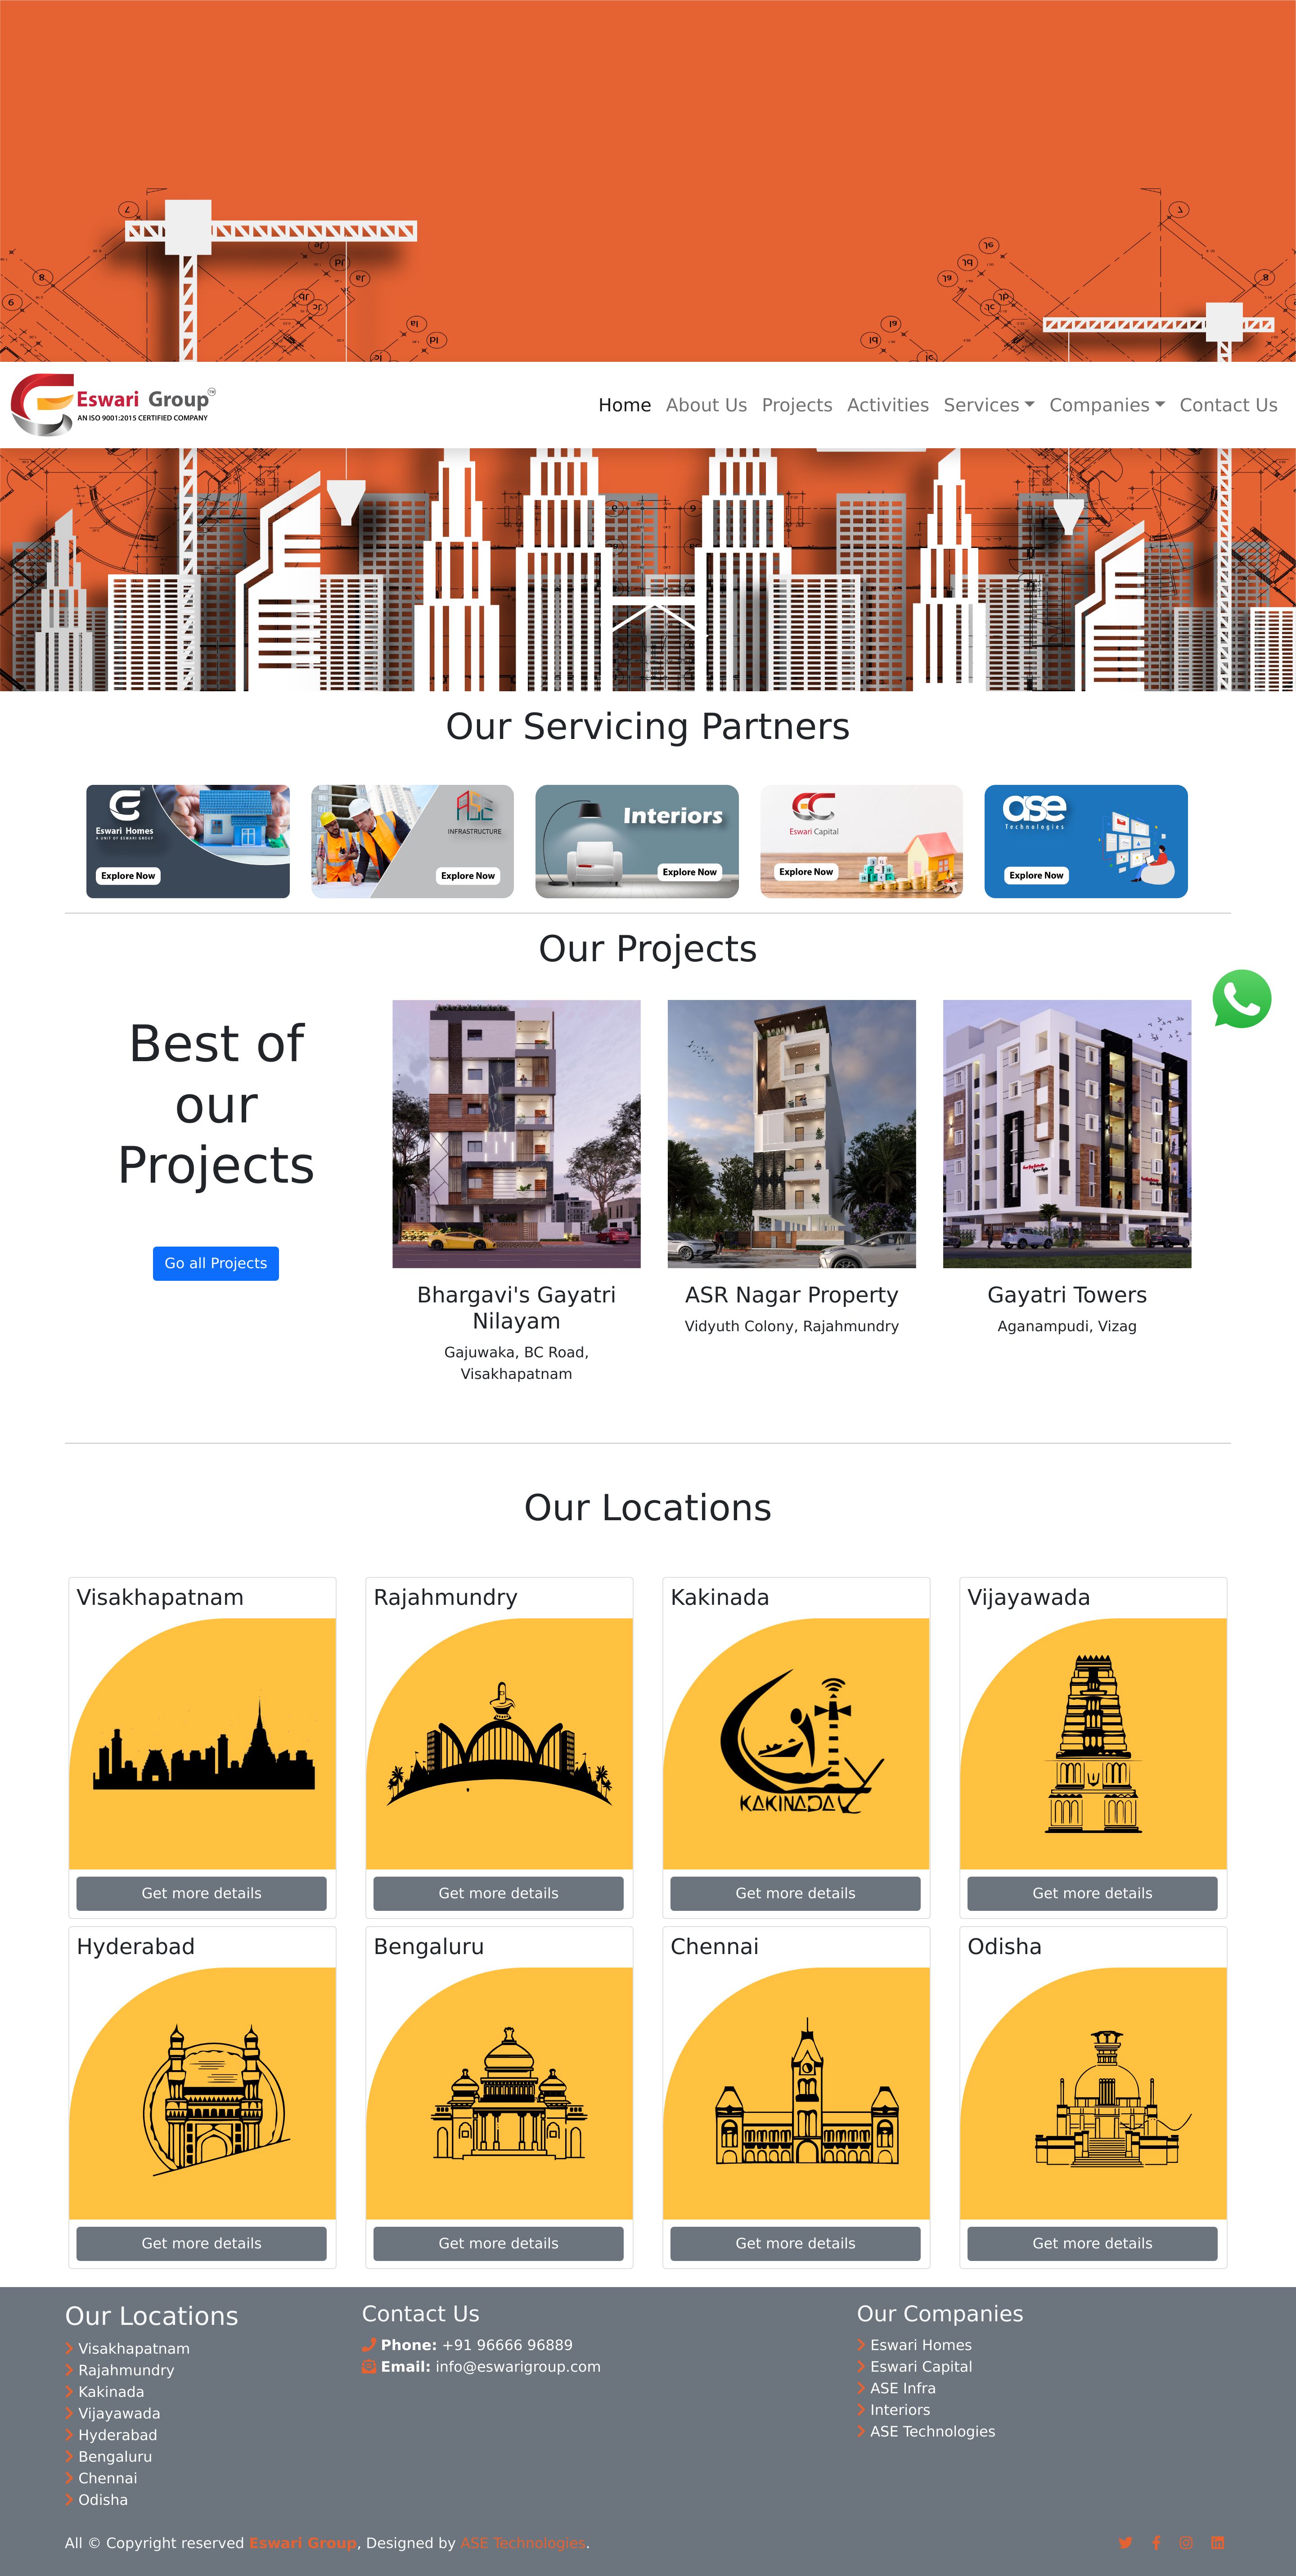 Eswari Group TM
AN ISO 9001:2015 CERTIFIED COMPANY
Home About Us Projects Activities Services Companies Contact Us
Our Servicing Partners
Eswari Homes
A UNIT OF ESWARI GROUP
Explore Now
INFRASTRUCTURE
Explore Now
Interiors
Explore Now
Eswari Capital
Explore Now
ase
Technologies
Explore Now
Our Projects
Best of
our
Projects
Go all Projects
Bhargavi's Gayatri
Nilayam
Gajuwaka, BC Road,
Visakhapatnam
ASR Nagar Property
Vidyuth Colony, Rajahmundry
Gayatri Towers
Aganampudi, Vizag
Our Locations
Visakhapatnam
Get more details
Rajahmundry
Get more details
Kakinada
KAKINADA
Get more details
Vijayawada
Get more details
Hyderabad
Get more details
Bengaluru
Get more details
Chennai
Get more details
Odisha
Get more details
Our Locations
Visakhapatnam
Rajahmundry
Kakinada
Vijayawada
Hyderabad
Bengaluru
Chennai
Odisha
Contact Us
Phone: +91 96666 96889
Email: info@eswarigroup.com
Our Companies
Eswari Homes
Eswari Capital
ASE Infra
Interiors
ASE Technologies
All © Copyright reserved Eswari Group, Designed by ASE Technologies.